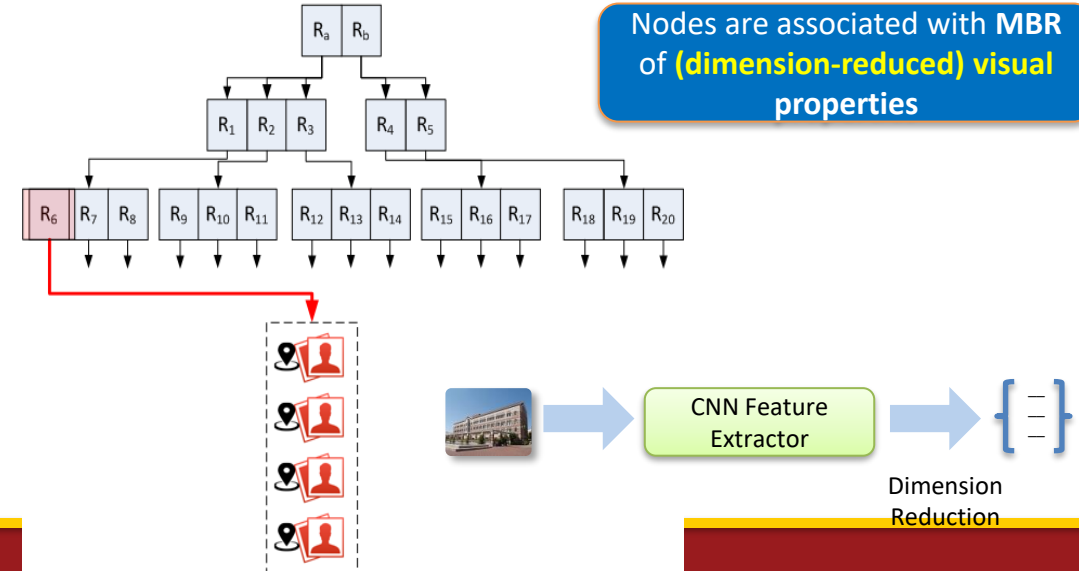 Nodes are associated with MBR
of (dimension-reduced) visual
properties
Rₐ R_b
R₁ R₂ R₃ R₄ R₅
R₆ R₇ R₈ R₉ R₁₀ R₁₁ R₁₂ R₁₃ R₁₄ R₁₅ R₁₆ R₁₇ R₁₈ R₁₉ R₂₀
CNN Feature
Extractor
Dimension
Reduction